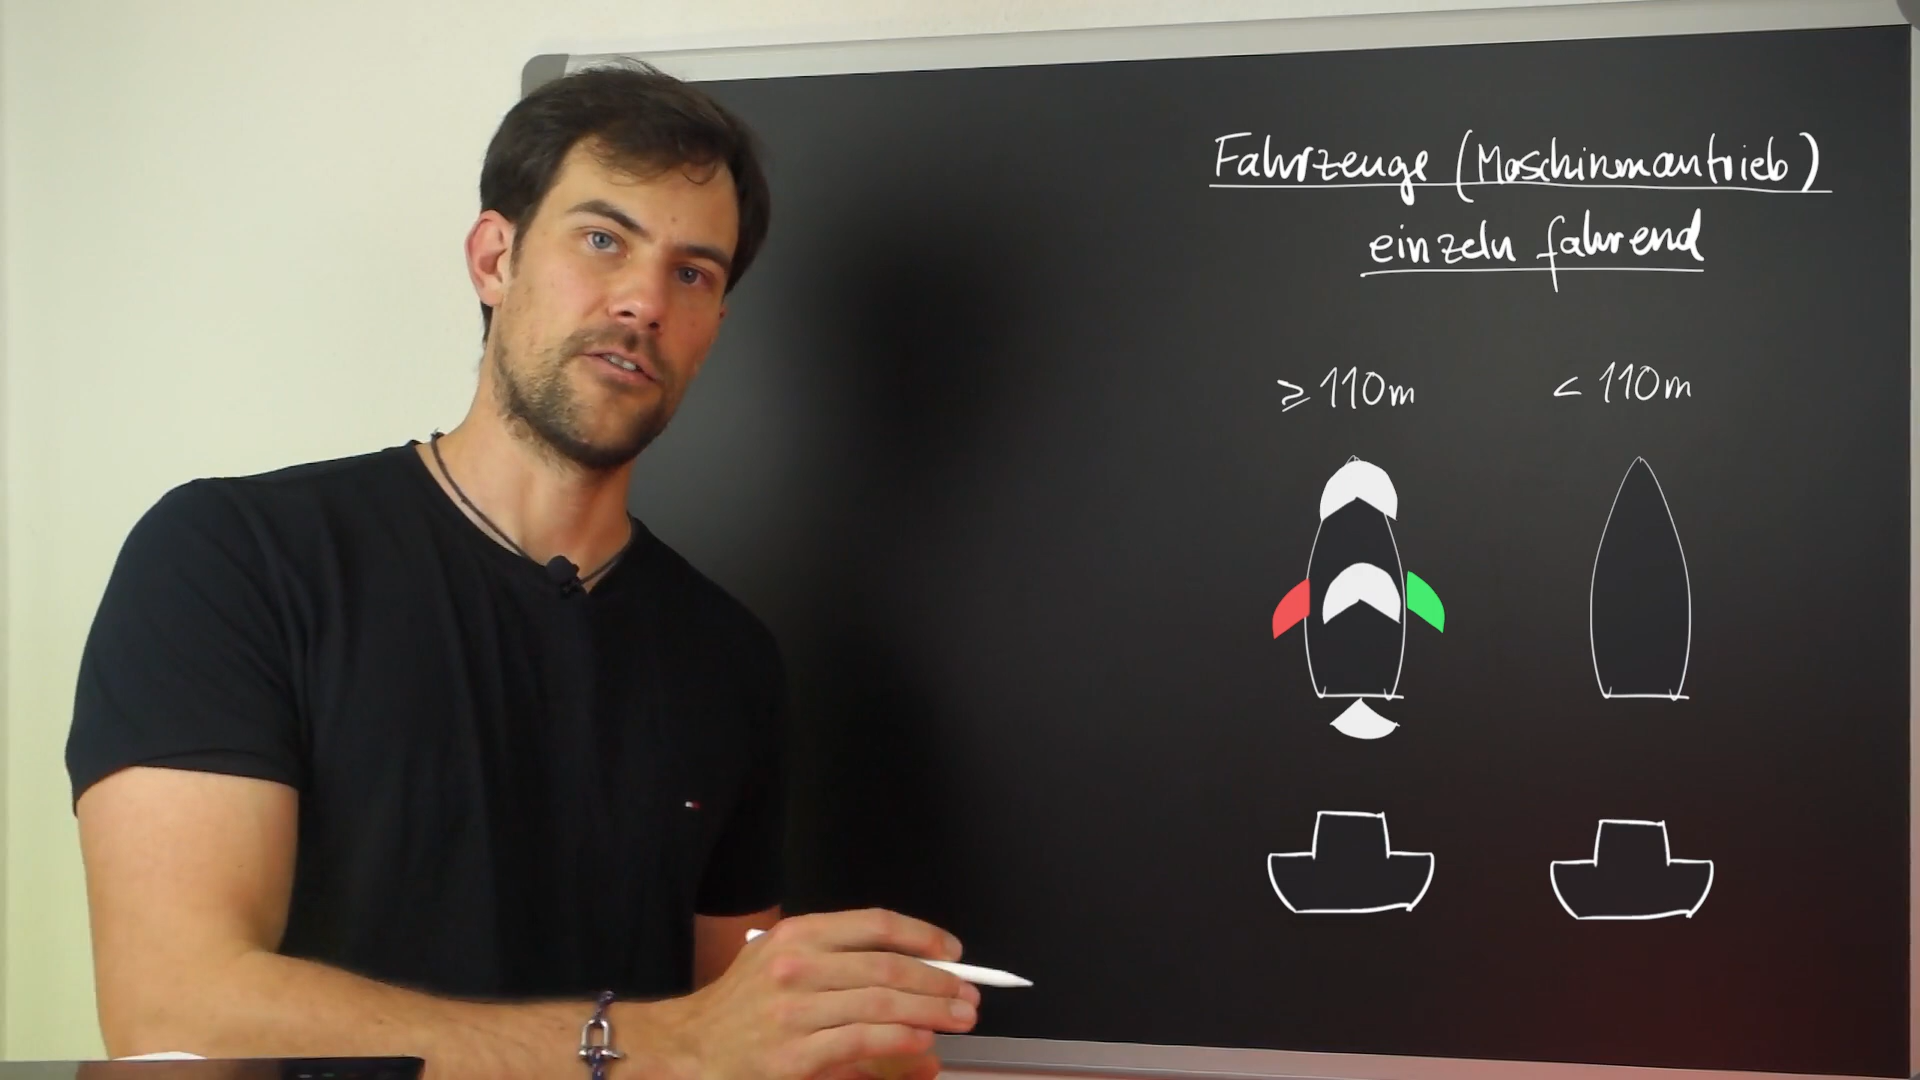 Fahrzeuge (Maschinenantrieb)
einzeln fahrend
≥ 110m
< 110m